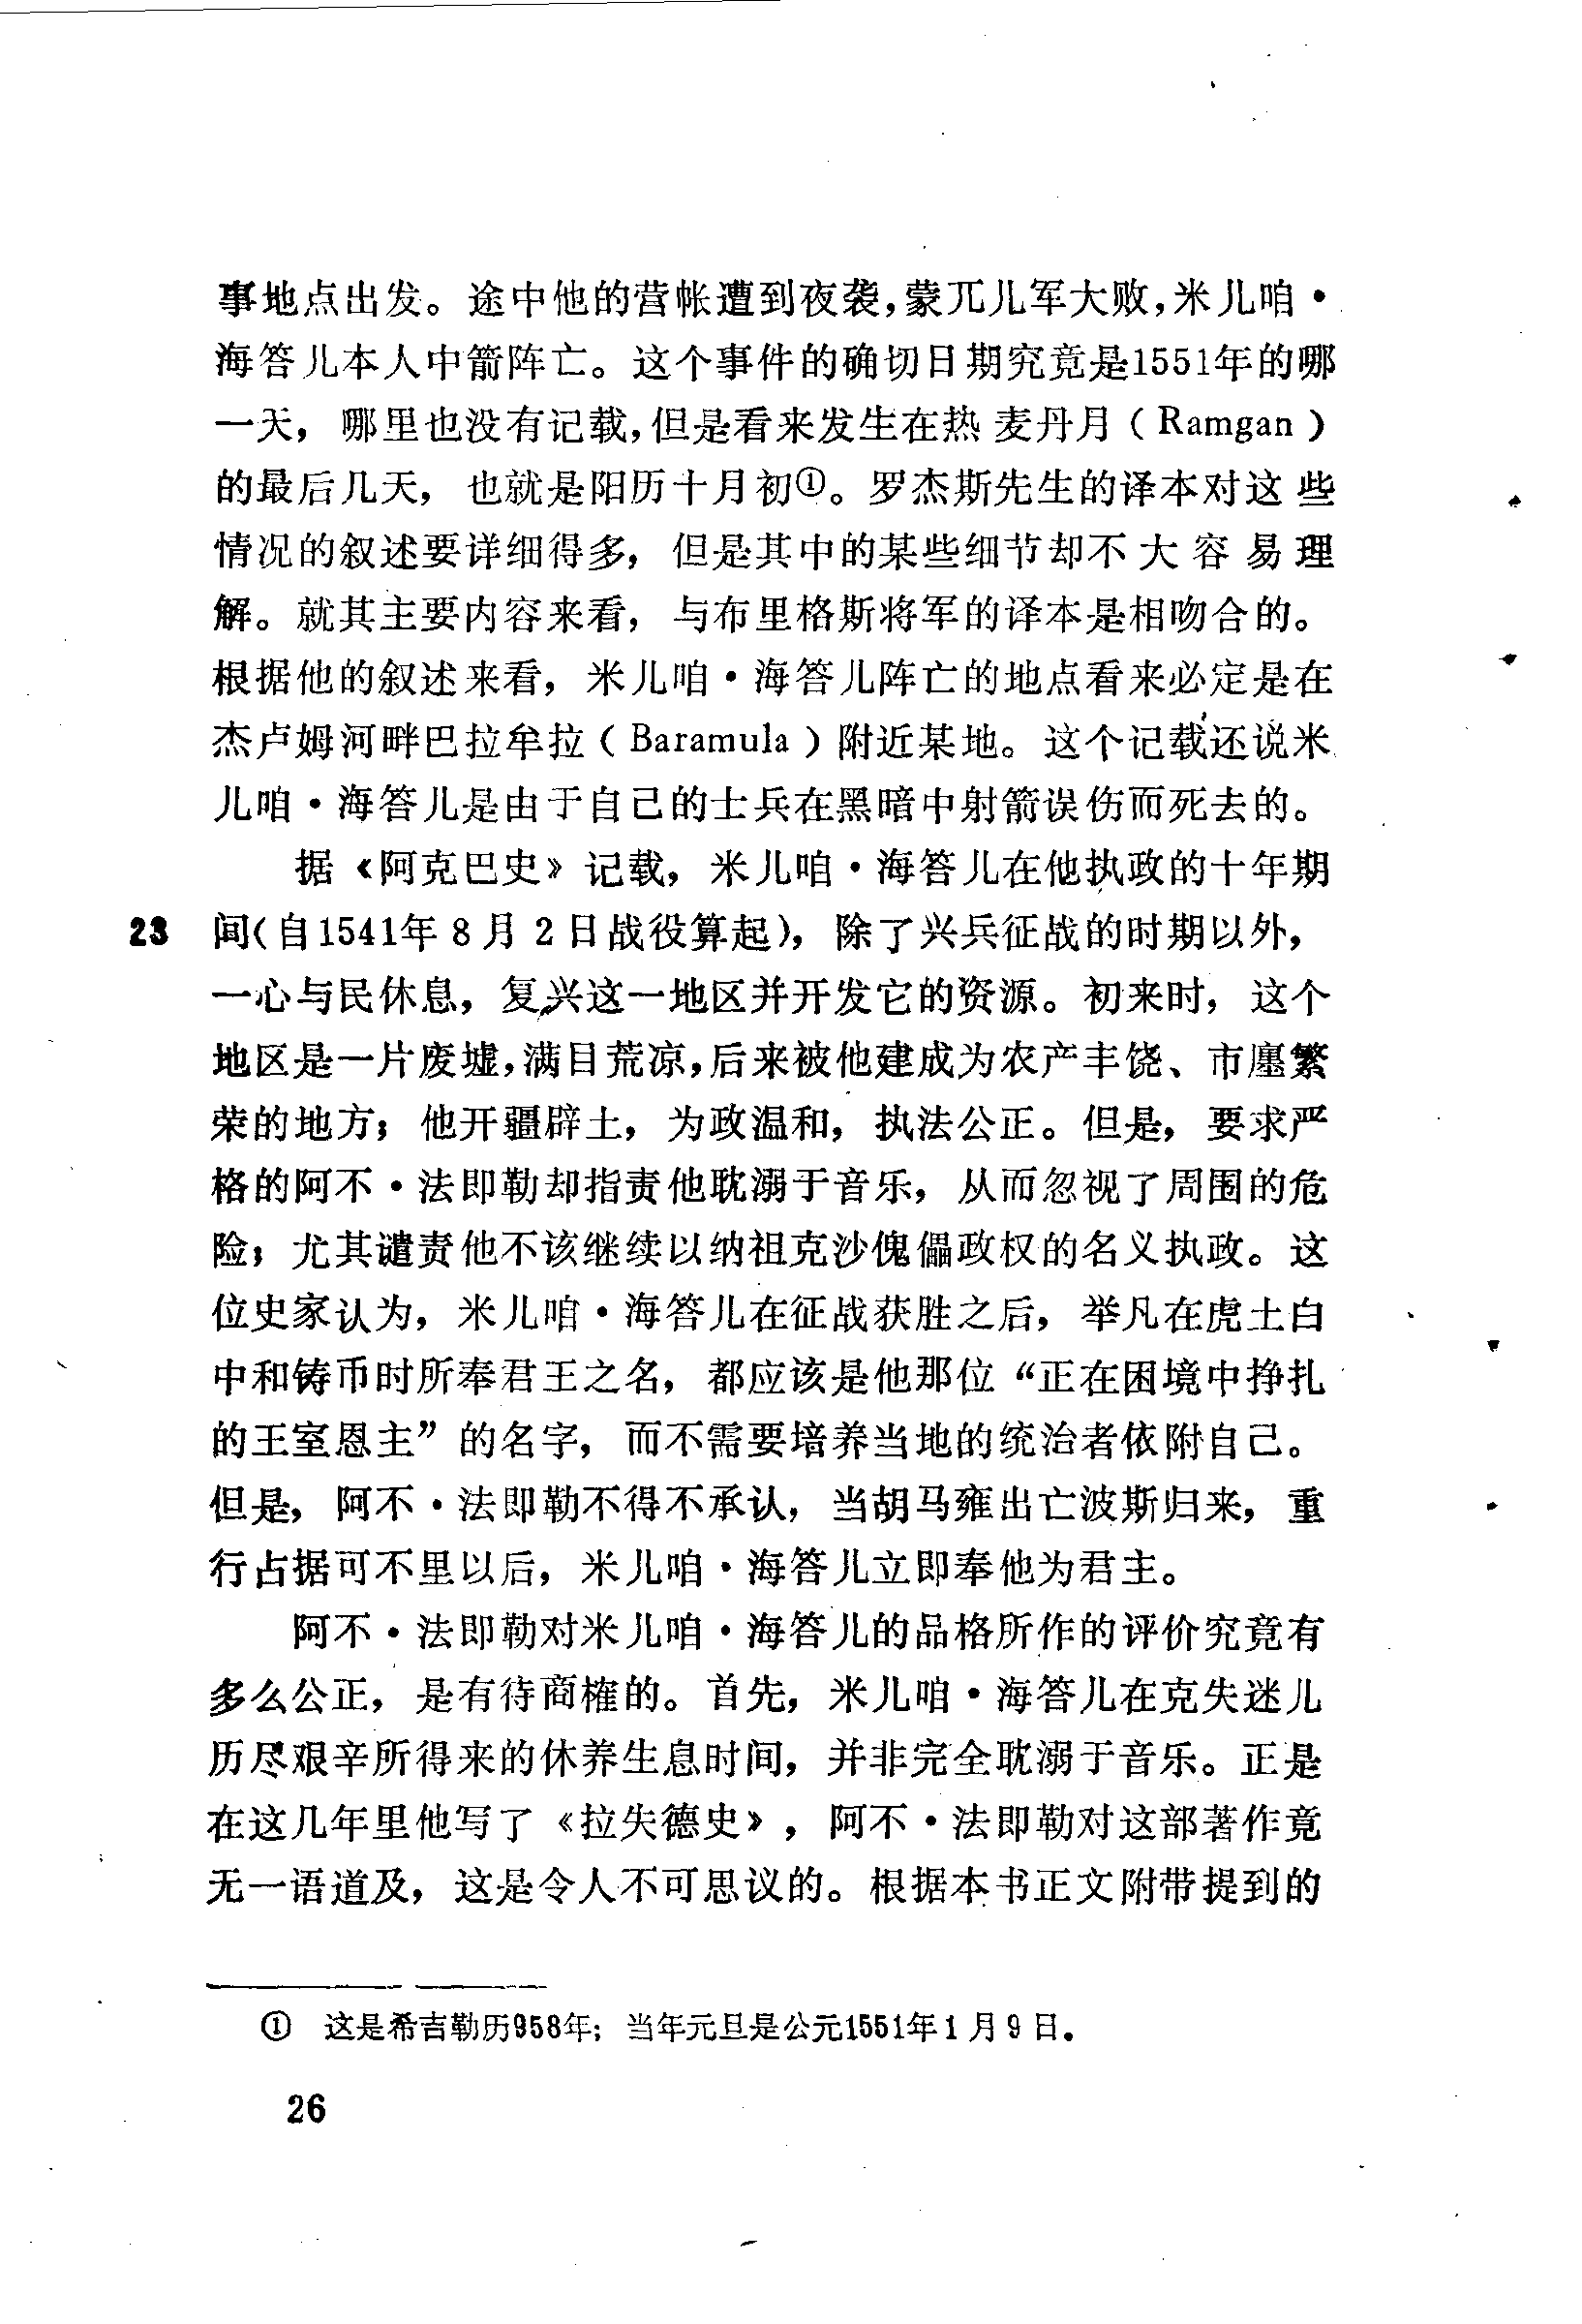 事地点出发。途中他的营帐遭到夜袭，蒙兀儿军大败，米儿咱·
海答儿本人中箭阵亡。这个事件的确切日期究竟是1551年的哪
一天，哪里也没有记载，但是看来发生在热麦丹月（Ramgan）
的最后几天，也就是阳历十月初①。罗杰斯先生的译本对这些
情况的叙述要详细得多，但是其中的某些细节却不大容易理
解。就其主要内容来看，与布里格斯将军的译本是相吻合的。
根据他的叙述来看，米儿咱·海答儿阵亡的地点看来必定是在
杰卢姆河畔巴拉牟拉（Baramula）附近某地。这个记载还说米
儿咱·海答儿是由于自己的士兵在黑暗中射箭误伤而死去的。
据《阿克巴史》记载，米儿咱·海答儿在他执政的十年期
23 间（自1541年8月2日战役算起），除了兴兵征战的时期以外，
一心与民休息，复兴这一地区并开发它的资源。初来时，这个
地区是一片废墟，满目荒凉，后来被他建成为农产丰饶、市廛繁
荣的地方；他开疆辟土，为政温和，执法公正。但是，要求严
格的阿不·法即勒却指责他耽溺于音乐，从而忽视了周围的危
险；尤其谴责他不该继续以纳祖克沙傀儡政权的名义执政。这
位史家认为，米儿咱·海答儿在征战获胜之后，举凡在虎土白
中和铸币时所奉君王之名，都应该是他那位“正在困境中挣扎
的王室恩主”的名字，而不需要培养当地的统治者依附自己。
但是，阿不·法即勒不得不承认，当胡马雍出亡波斯归来，重
行占据可不里以后，米儿咱·海答儿立即奉他为君主。
阿不·法即勒对米儿咱·海答儿的品格所作的评价究竟有
多么公正，是有待商榷的。首先，米儿咱·海答儿在克失迷儿
历尽艰辛所得来的休养生息时间，并非完全耽溺于音乐。正是
在这几年里他写了《拉失德史》，阿不·法即勒对这部著作竟
无一语道及，这是令人不可思议的。根据本书正文附带提到的
① 这是希吉勒历958年；当年元旦是公元1551年1月9日。
26